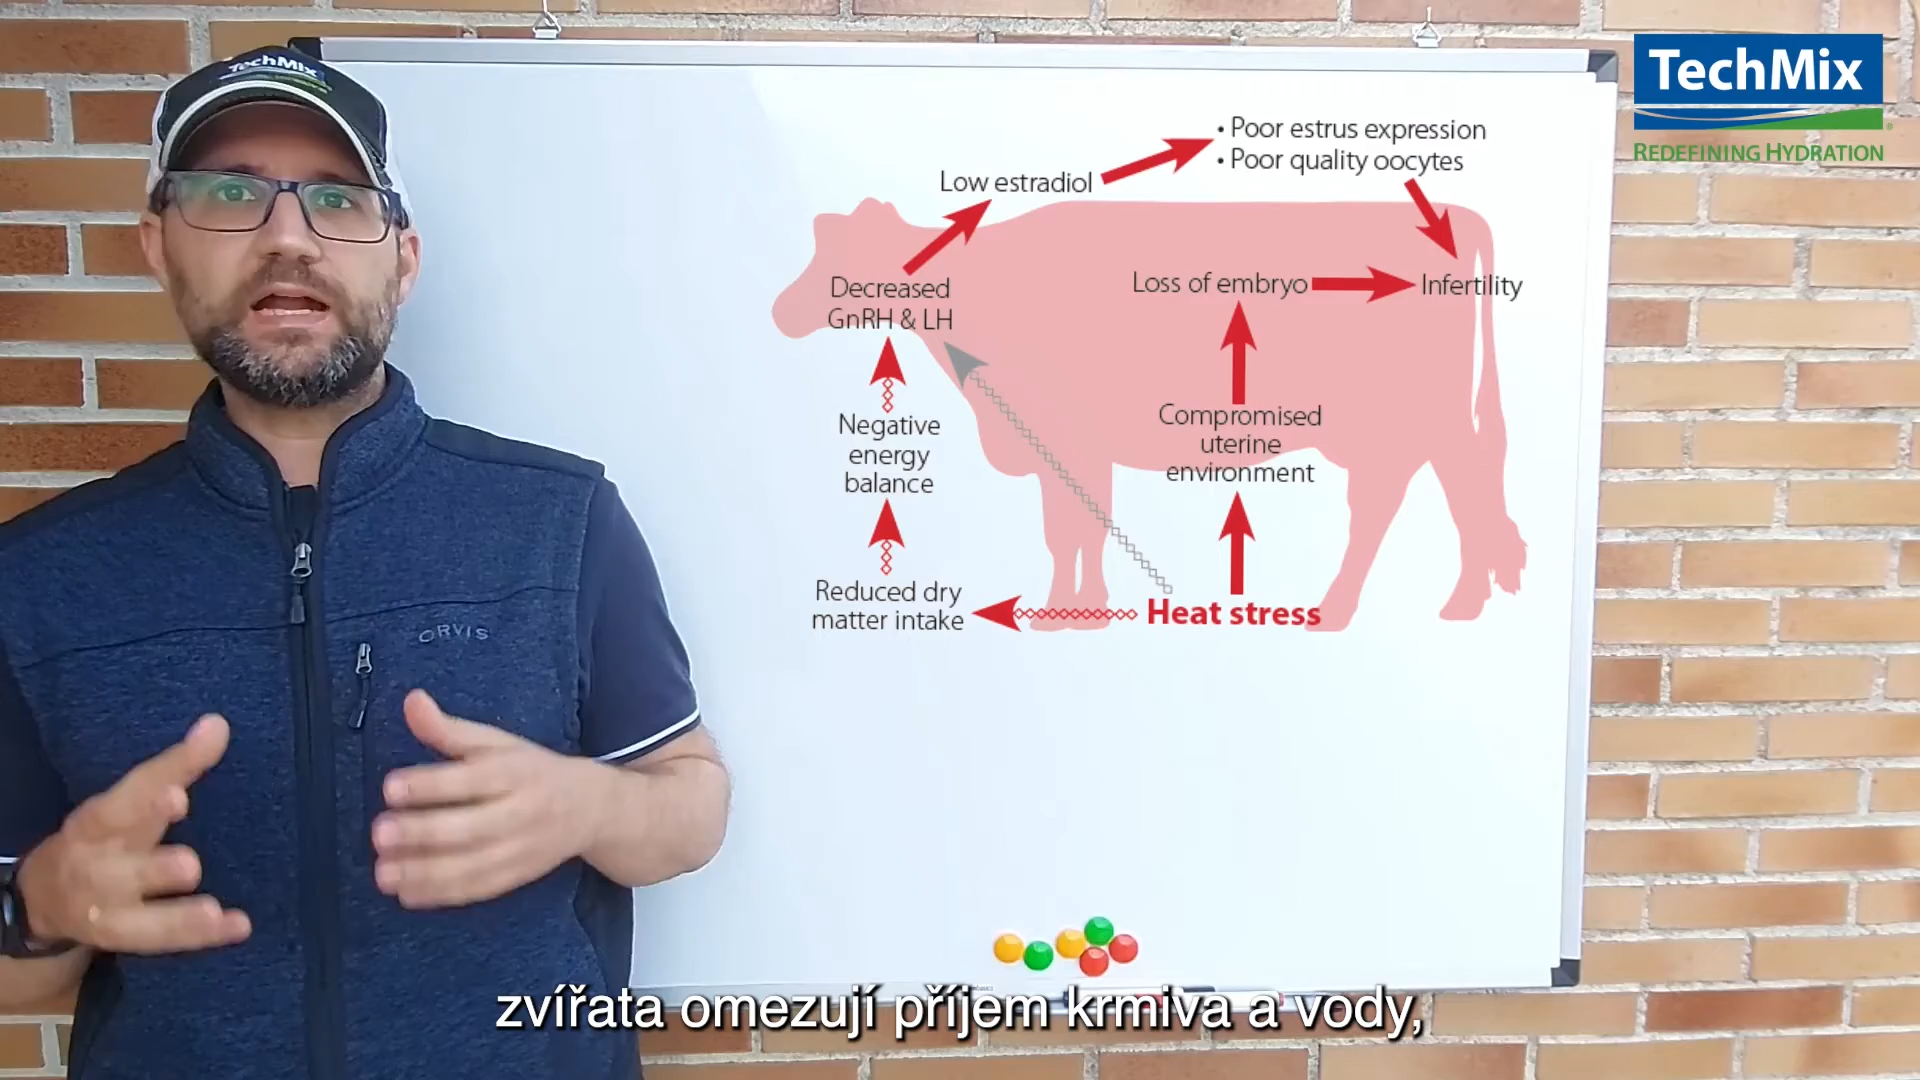 TechMix
TechMix
REDEFINING HYDRATION
• Poor estrus expression
• Poor quality oocytes
Low estradiol
Decreased
GnRH & LH
Loss of embryo
Infertility
Negative
energy
balance
Compromised
uterine
environment
Reduced dry
matter intake
Heat stress
ORVIS
zvířata omezují příjem krmiva a vody,